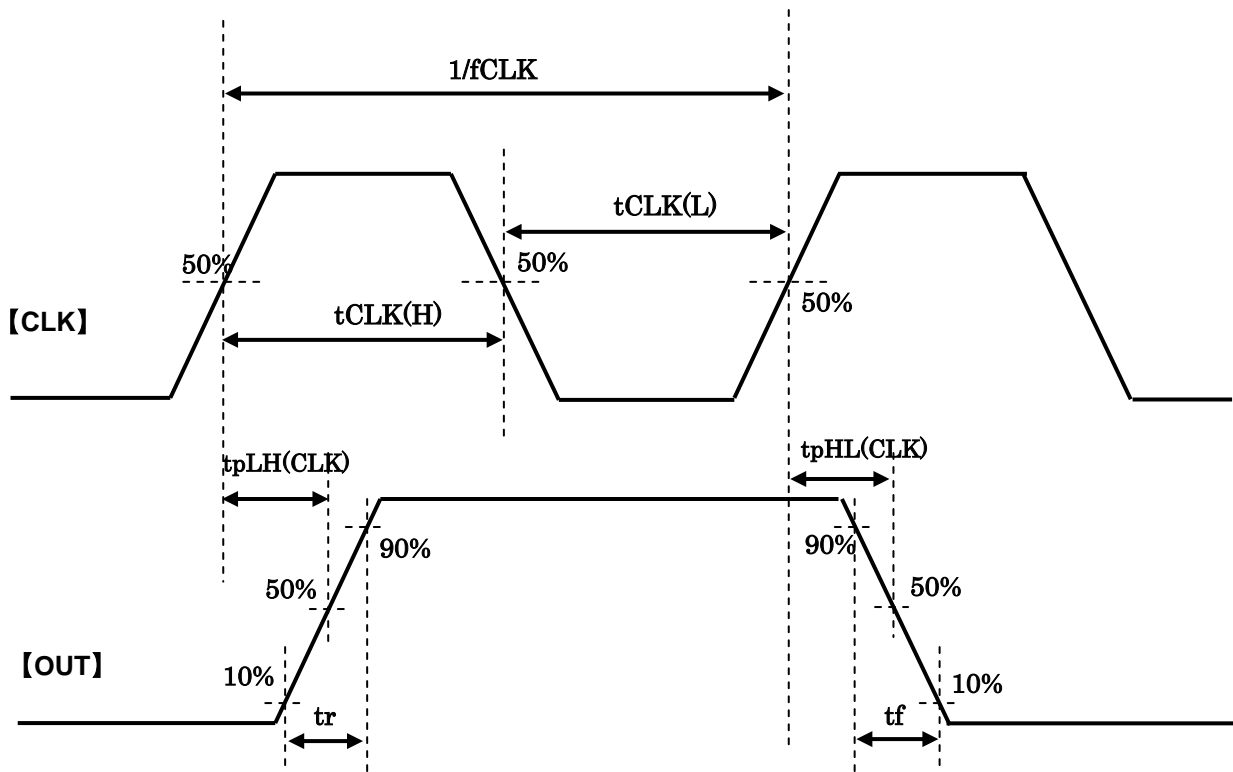 1/fCLK
tCLK(L)
50%
50%
50%
tCLK(H)
【CLK】
tpLH(CLK)
tpHL(CLK)
90%
90%
50%
50%
【OUT】
10%
10%
tr
tf